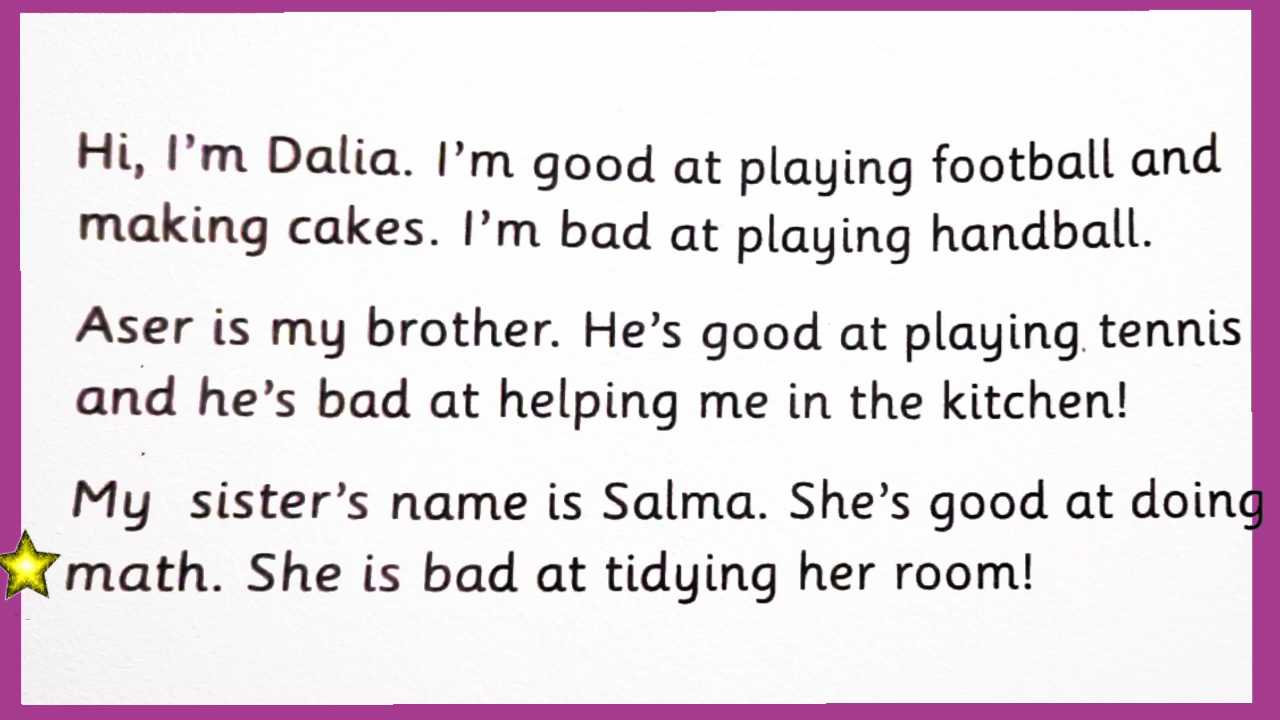 Hi, I'm Dalia. I'm good at playing football and
making cakes. I'm bad at playing handball.
Aser is my brother. He's good at playing tennis
and he's bad at helping me in the kitchen!
My sister's name is Salma. She's good at doing
math. She is bad at tidying her room!